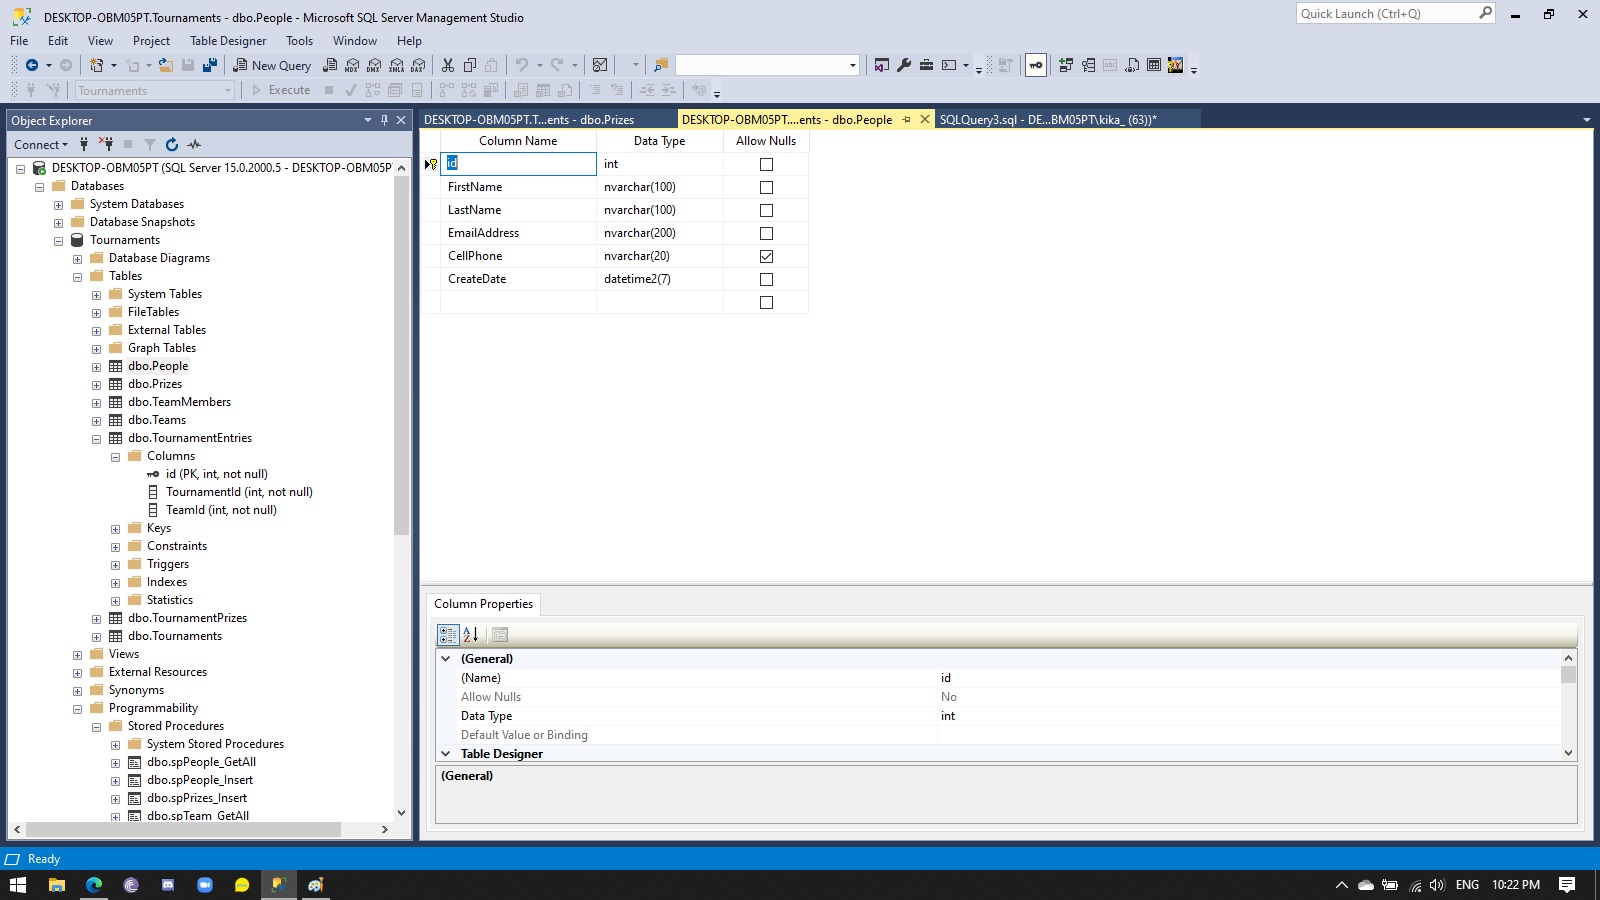 DESKTOP-OBM05PT.Tournaments - dbo.People - Microsoft SQL Server Management Studio
Quick Launch (Ctrl+Q)
File Edit View Project Table Designer Tools Window Help
New Query MDX DMX XMLA DAX
Tournaments Execute
Object Explorer
DESKTOP-OBM05PT.T...ents - dbo.Prizes DESKTOP-OBM05PT....ents - dbo.People SQLQuery3.sql - DE...BM05PT\kika_ (63))*
Connect
Column Name Data Type Allow Nulls
id int
FirstName nvarchar(100)
LastName nvarchar(100)
EmailAddress nvarchar(200)
CellPhone nvarchar(20)
CreateDate datetime2(7)
DESKTOP-OBM05PT (SQL Server 15.0.2000.5 - DESKTOP-OBM05P
Databases
System Databases
Database Snapshots
Tournaments
Database Diagrams
Tables
System Tables
FileTables
External Tables
Graph Tables
dbo.People
dbo.Prizes
dbo.TeamMembers
dbo.Teams
dbo.TournamentEntries
Columns
id (PK, int, not null)
TournamentId (int, not null)
TeamId (int, not null)
Keys
Constraints
Triggers
Indexes
Statistics
dbo.TournamentPrizes
dbo.Tournaments
Views
External Resources
Synonyms
Programmability
Stored Procedures
System Stored Procedures
dbo.spPeople_GetAll
dbo.spPeople_Insert
dbo.spPrizes_Insert
dbo.spTeam_GetAll
Column Properties
(General)
(Name) id
Allow Nulls No
Data Type int
Default Value or Binding
Table Designer
(General)
Ready
ENG 10:22 PM